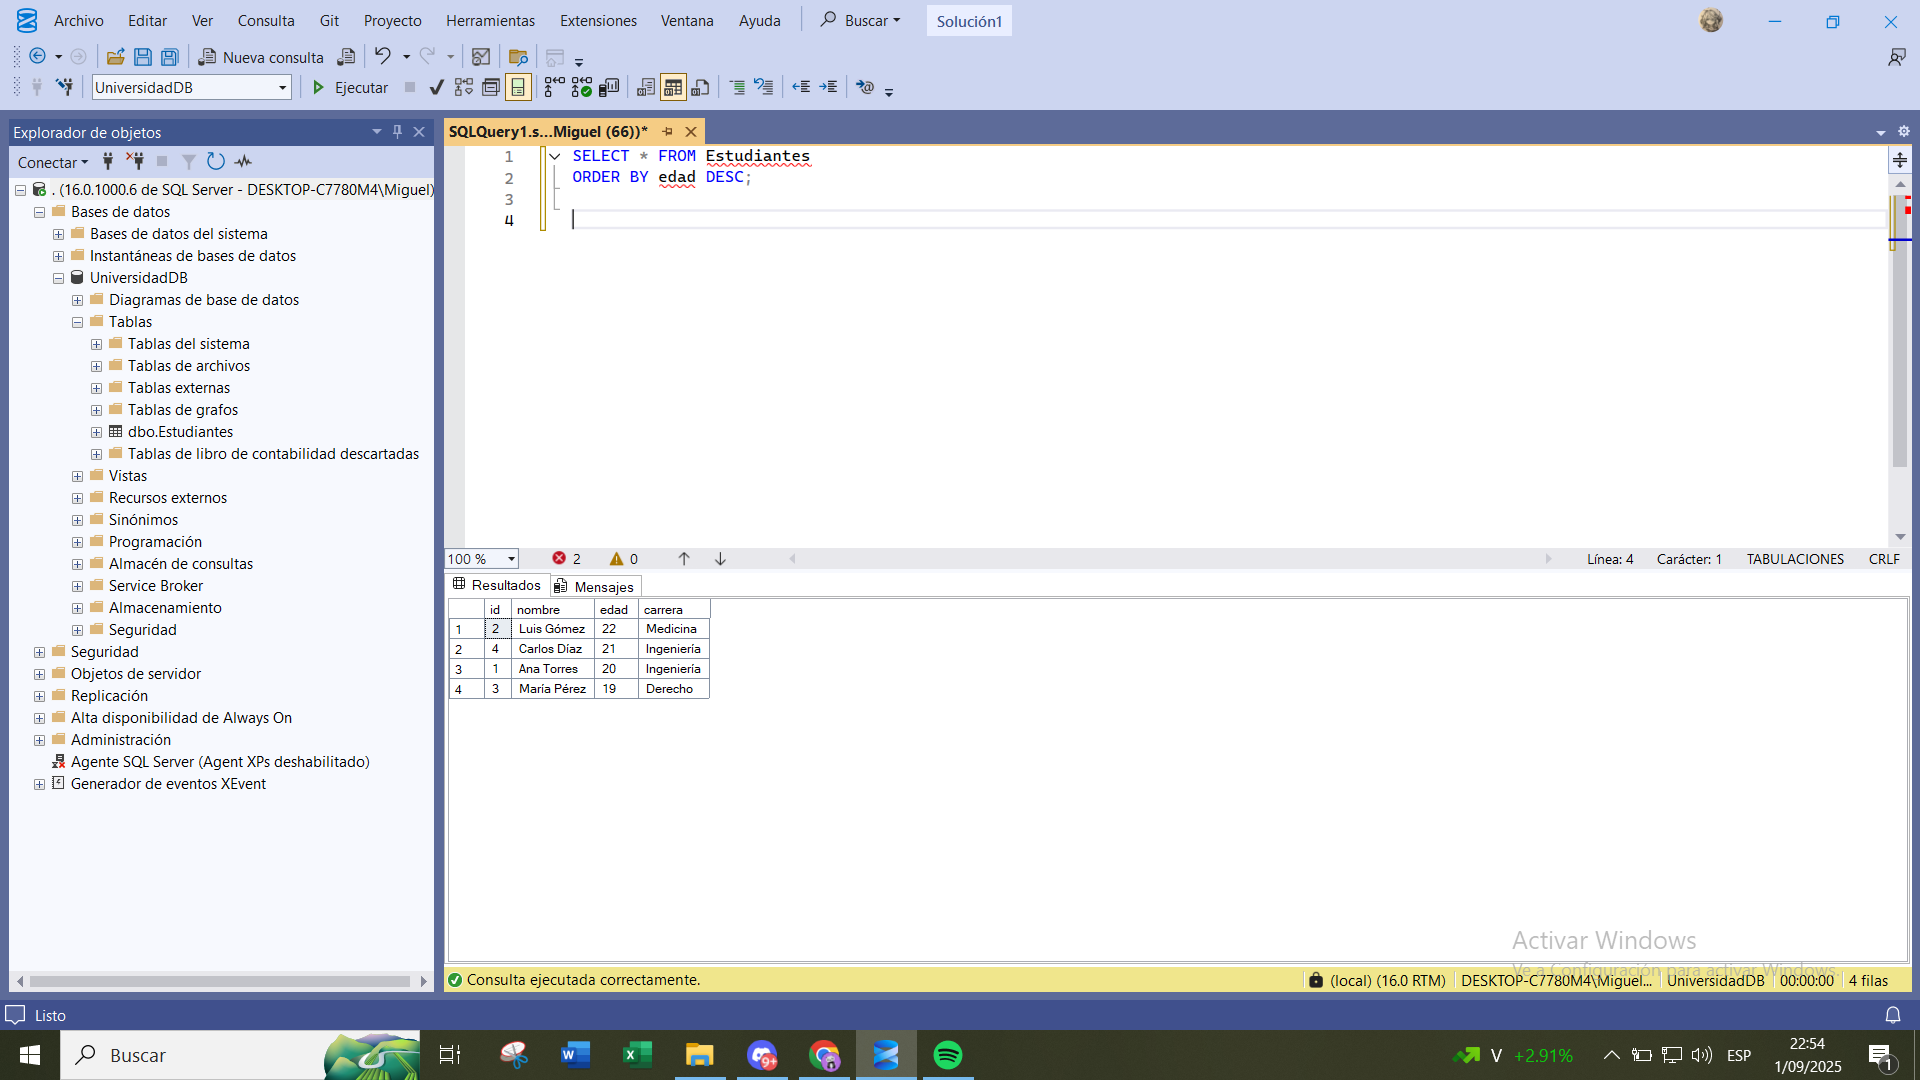 Archivo Editar Ver Consulta Git Proyecto Herramientas Extensiones Ventana Ayuda Buscar Solución1
Nueva consulta
UniversidadDB Ejecutar
Explorador de objetos
Conectar
. (16.0.1000.6 de SQL Server - DESKTOP-C7780M4\Miguel)
Bases de datos
Bases de datos del sistema
Instantáneas de bases de datos
UniversidadDB
Diagramas de base de datos
Tablas
Tablas del sistema
Tablas de archivos
Tablas externas
Tablas de grafos
dbo.Estudiantes
Tablas de libro de contabilidad descartadas
Vistas
Recursos externos
Sinónimos
Programación
Almacén de consultas
Service Broker
Almacenamiento
Seguridad
Seguridad
Objetos de servidor
Replicación
Alta disponibilidad de Always On
Administración
Agente SQL Server (Agent XPs deshabilitado)
Generador de eventos XEvent
SQLQuery1.s...Miguel (66))*
1 SELECT * FROM Estudiantes
2 ORDER BY edad DESC;
3
4
100 % 2 0 Línea: 4 Carácter: 1 TABULACIONES CRLF
Resultados Mensajes
id nombre edad carrera
1 2 Luis Gómez 22 Medicina
2 4 Carlos Díaz 21 Ingeniería
3 1 Ana Torres 20 Ingeniería
4 3 María Pérez 19 Derecho
Activar Windows
Ve a Configuración para activar Windows.
Consulta ejecutada correctamente. (local) (16.0 RTM) DESKTOP-C7780M4\Miguel... UniversidadDB 00:00:00 4 filas
Listo
Buscar V +2.91% ESP 22:54
1/09/2025
1
9+